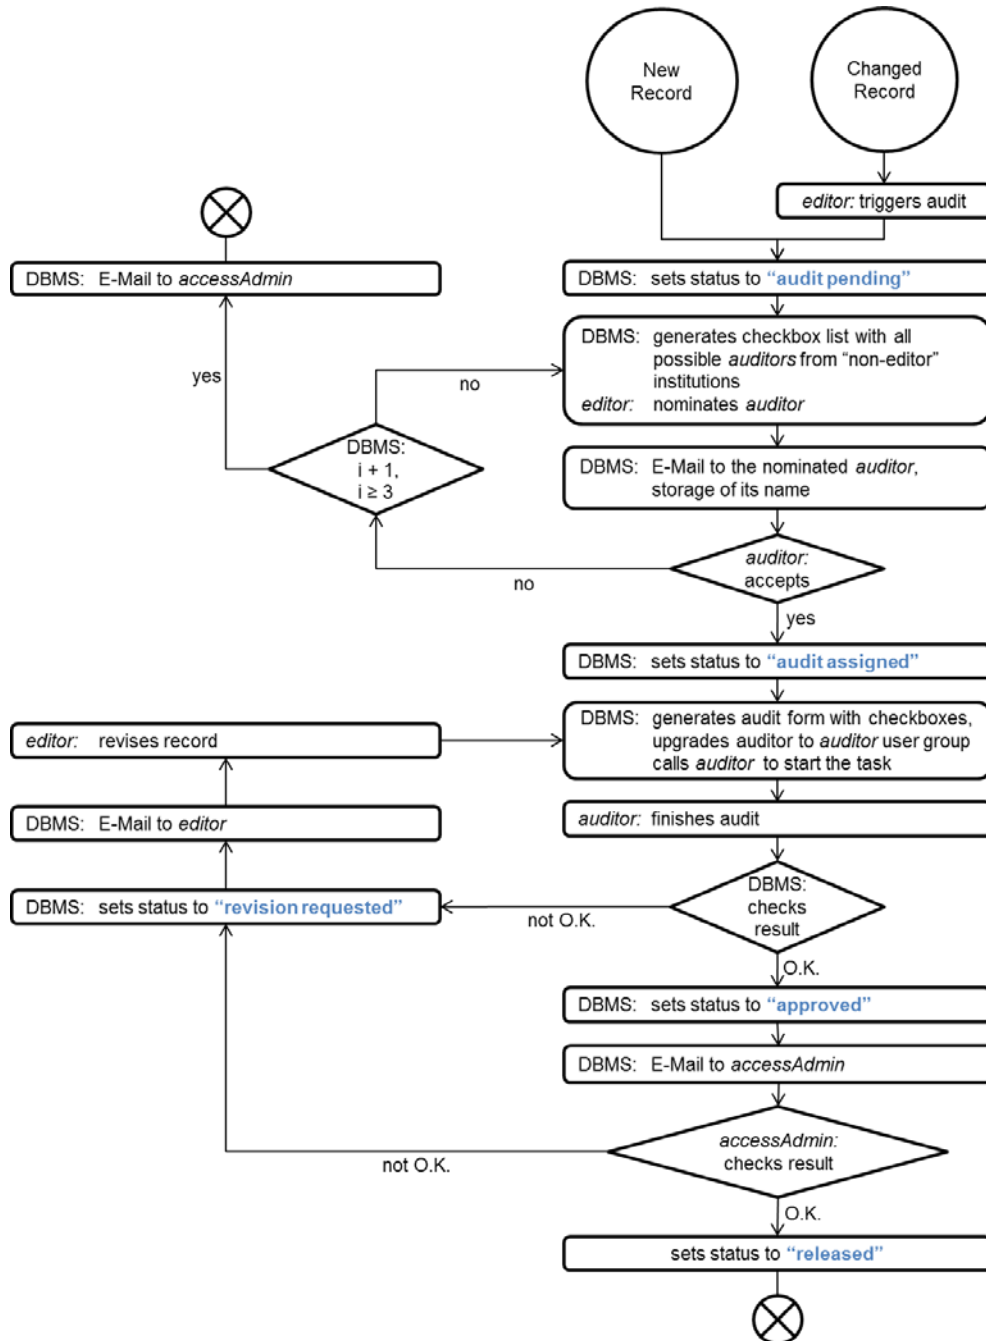 New
Record
Changed
Record
editor: triggers audit
DBMS: E-Mail to accessAdmin
DBMS: sets status to “audit pending”
DBMS: generates checkbox list with all
possible auditors from “non-editor”
institutions
editor: nominates auditor
yes
no
DBMS:
i + 1,
i ≥ 3
DBMS: E-Mail to the nominated auditor,
storage of its name
auditor:
accepts
no
yes
DBMS: sets status to “audit assigned”
editor: revises record
DBMS: generates audit form with checkboxes,
upgrades auditor to auditor user group
calls auditor to start the task
DBMS: E-Mail to editor
auditor: finishes audit
DBMS: sets status to “revision requested”
DBMS:
checks
result
not O.K.
O.K.
DBMS: sets status to “approved”
DBMS: E-Mail to accessAdmin
accessAdmin:
checks result
not O.K.
O.K.
sets status to “released”